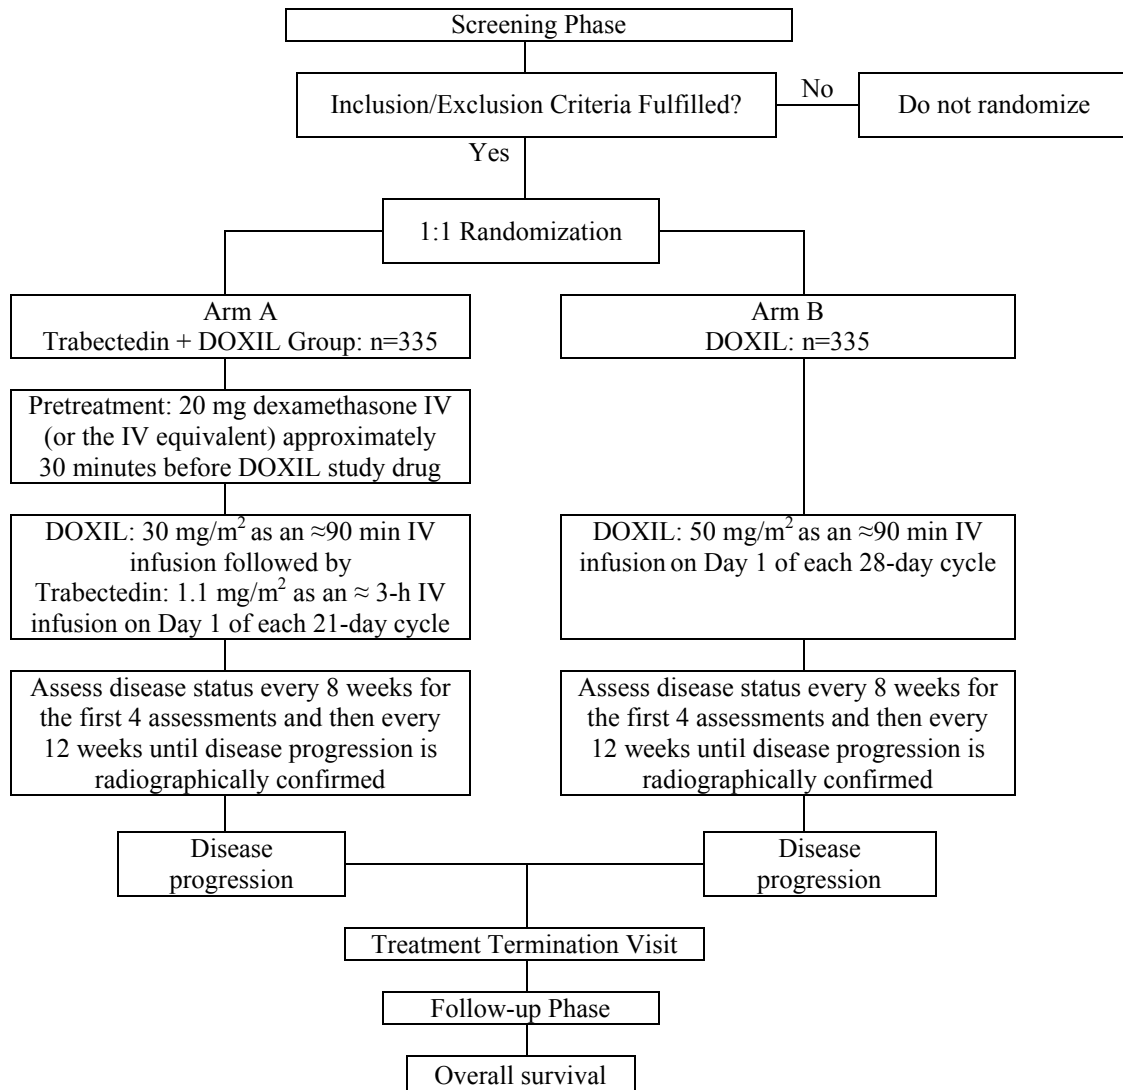 Screening Phase
Inclusion/Exclusion Criteria Fulfilled?
No
Do not randomize
Yes
1:1 Randomization
Arm A
Trabectedin + DOXIL Group: n=335
Arm B
DOXIL: n=335
Pretreatment: 20 mg dexamethasone IV
(or the IV equivalent) approximately
30 minutes before DOXIL study drug
DOXIL: 30 mg/m² as an ≈90 min IV
infusion followed by
Trabectedin: 1.1 mg/m² as an ≈ 3-h IV
infusion on Day 1 of each 21-day cycle
DOXIL: 50 mg/m² as an ≈90 min IV
infusion on Day 1 of each 28-day cycle
Assess disease status every 8 weeks for
the first 4 assessments and then every
12 weeks until disease progression is
radiographically confirmed
Assess disease status every 8 weeks for
the first 4 assessments and then every
12 weeks until disease progression is
radiographically confirmed
Disease
progression
Disease
progression
Treatment Termination Visit
Follow-up Phase
Overall survival